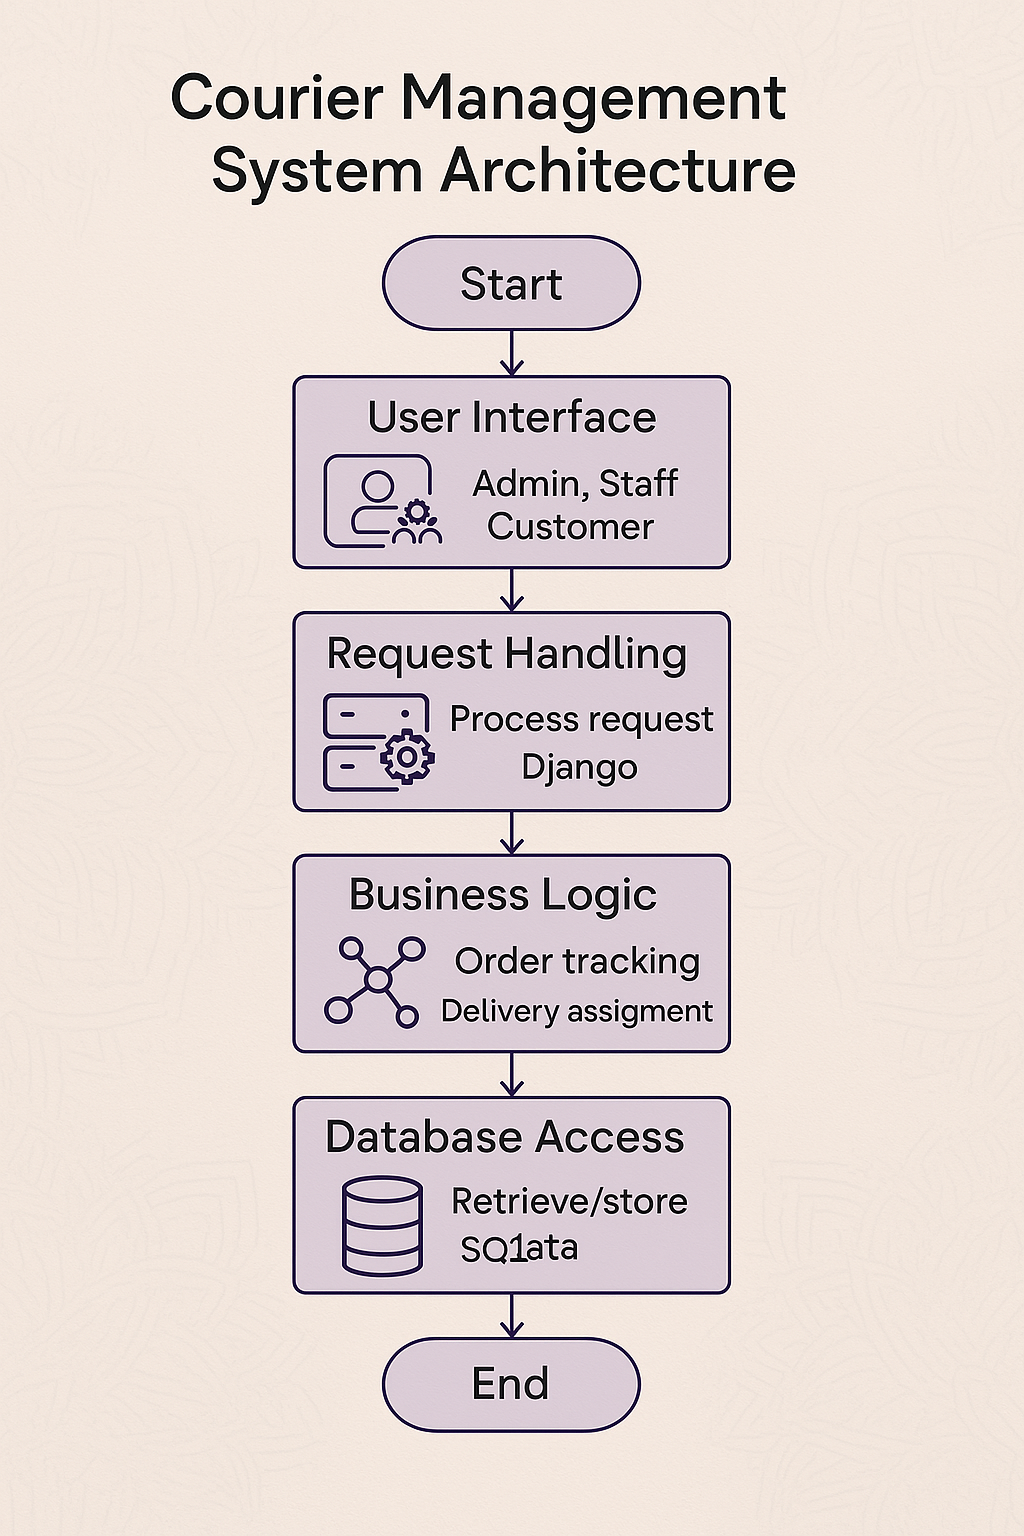 Courier Management
System Architecture
Start
User Interface
Admin, Staff
Customer
Request Handling
Process request
Django
Business Logic
Order tracking
Delivery assigment
Database Access
Retrieve/store
End